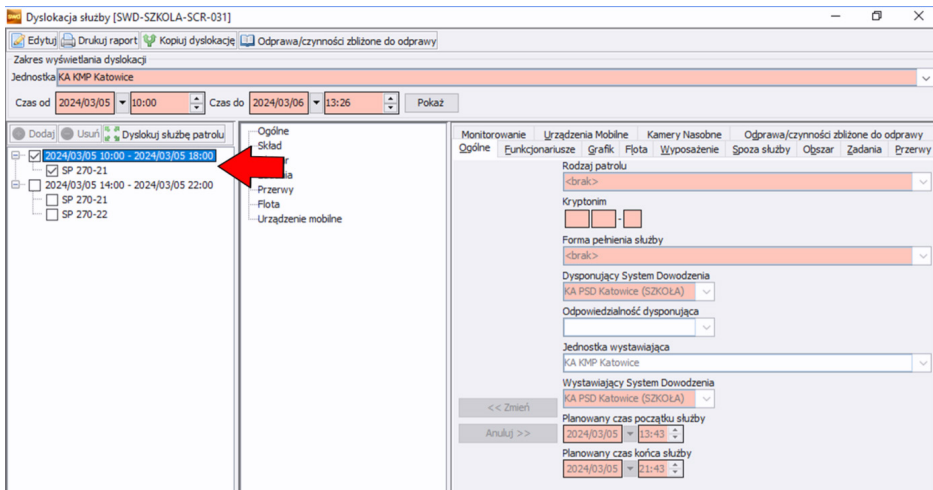 Dyslokacja służby [SWD-SZKOLA-SCR-031]
Edytuj Drukuj raport Kopiuj dyslokację Odprawa/czynności zbliżone do odprawy
Zakres wyświetlania dyslokacji
Jednostka KA KMP Katowice
Czas od 2024/03/05 10:00 Czas do 2024/03/06 13:26 Pokaż
Dodaj Usuń Dyslokuj służbę patrolu
2024/03/05 10:00 - 2024/03/05 18:00
SP 270-21
2024/03/05 14:00 - 2024/03/05 22:00
SP 270-21
SP 270-22
Ogólne
Skład
Przerwy
Flota
Urządzenie mobilne
Monitorowanie Urządzenia Mobilne Kamery Nasobne Odprawa/czynności zbliżone do odprawy
Ogólne Funkcjonariusze Grafik Flota Wyposażenie Spoza służby Obszar Zadania Przerwy
Rodzaj patrolu
<brak>
Kryptonim
-
Forma pełnienia służby
<brak>
Dysponujący System Dowodzenia
KA PSD Katowice (SZKOŁA)
Odpowiedzialność dysponująca
Jednostka wystawiająca
KA KMP Katowice
Wystawiający System Dowodzenia
KA PSD Katowice (SZKOŁA)
<< Zmień
Planowany czas początku służby
Anuluj >> 2024/03/05 13:43
Planowany czas końca służby
2024/03/05 21:43